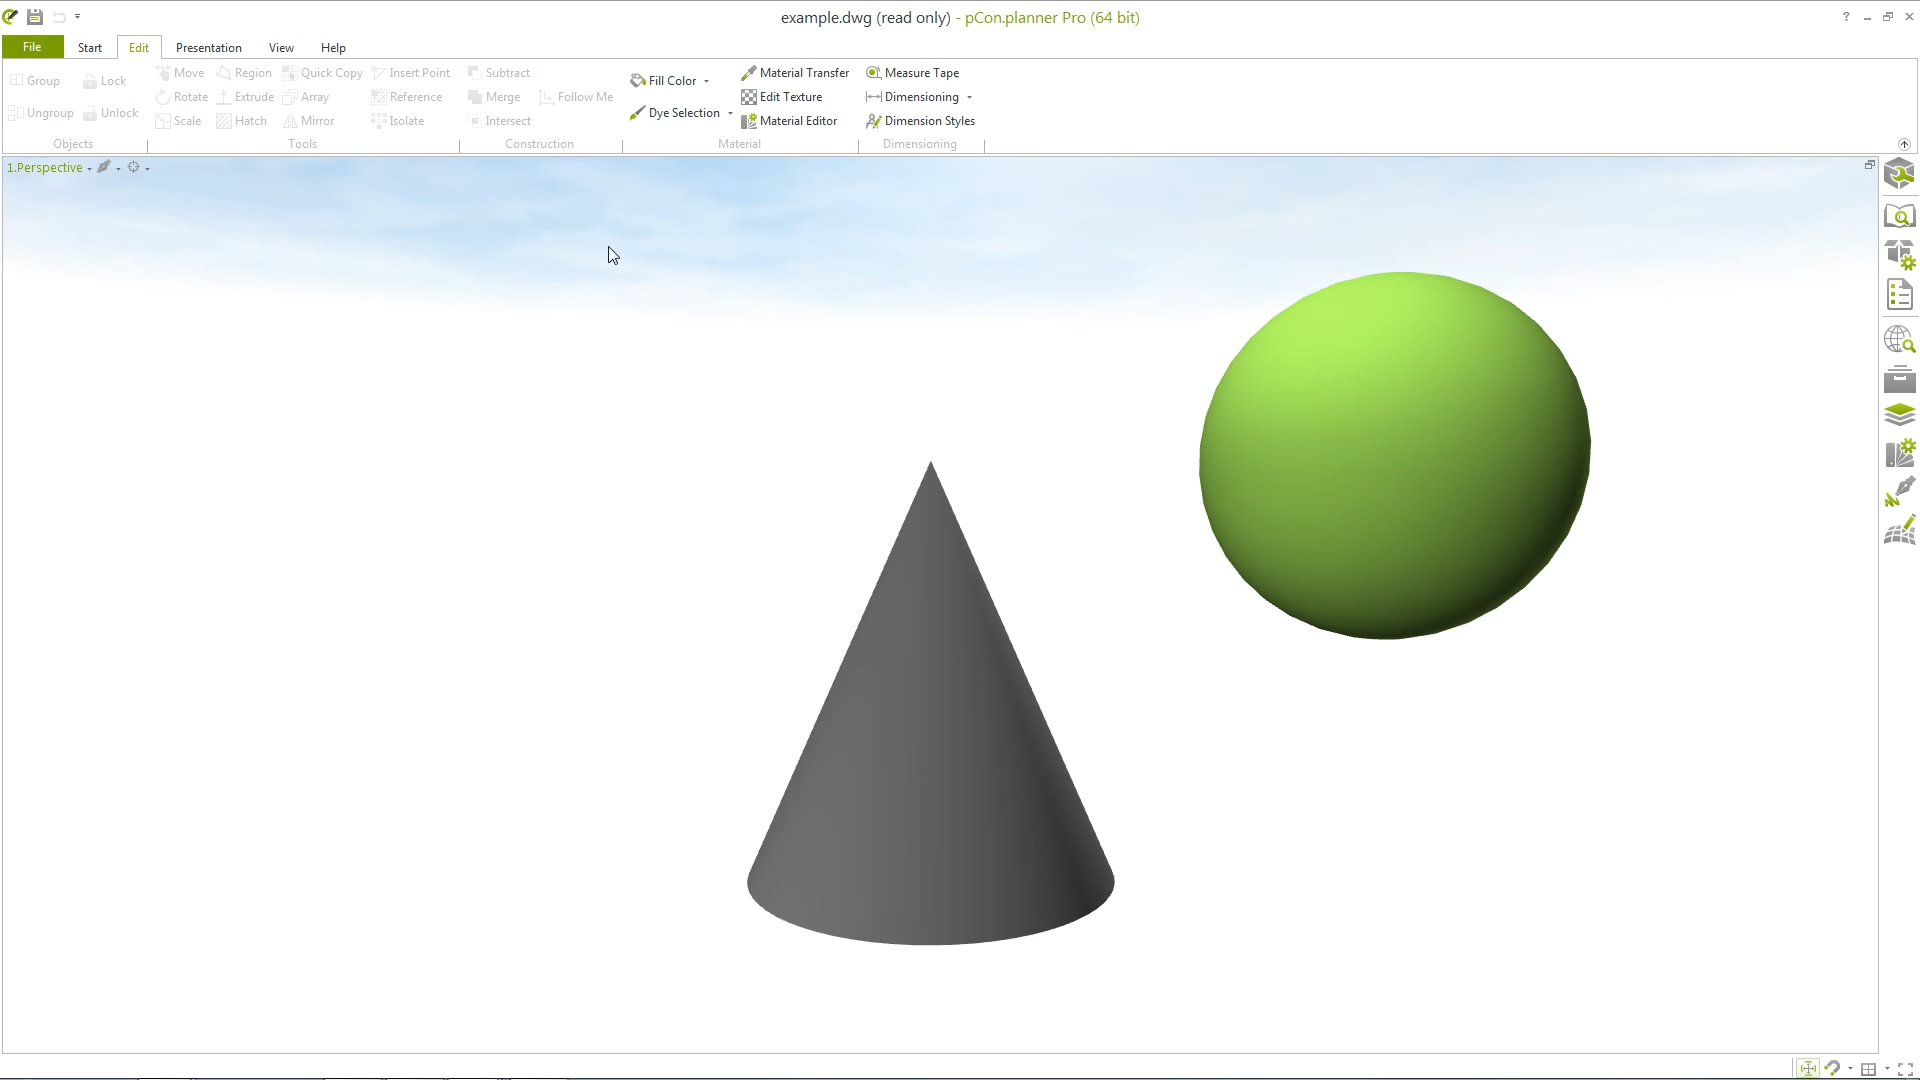 example.dwg (read only) - pCon.planner Pro (64 bit)
?
File Start Edit Presentation View Help
Group Lock Move Region Quick Copy Insert Point Subtract Fill Color Material Transfer Measure Tape
Rotate Extrude Array Reference Merge Follow Me Edit Texture Dimensioning
Ungroup Unlock Scale Hatch Mirror Isolate Intersect Dye Selection Material Editor Dimension Styles
Objects Tools Construction Material Dimensioning
1.Perspective